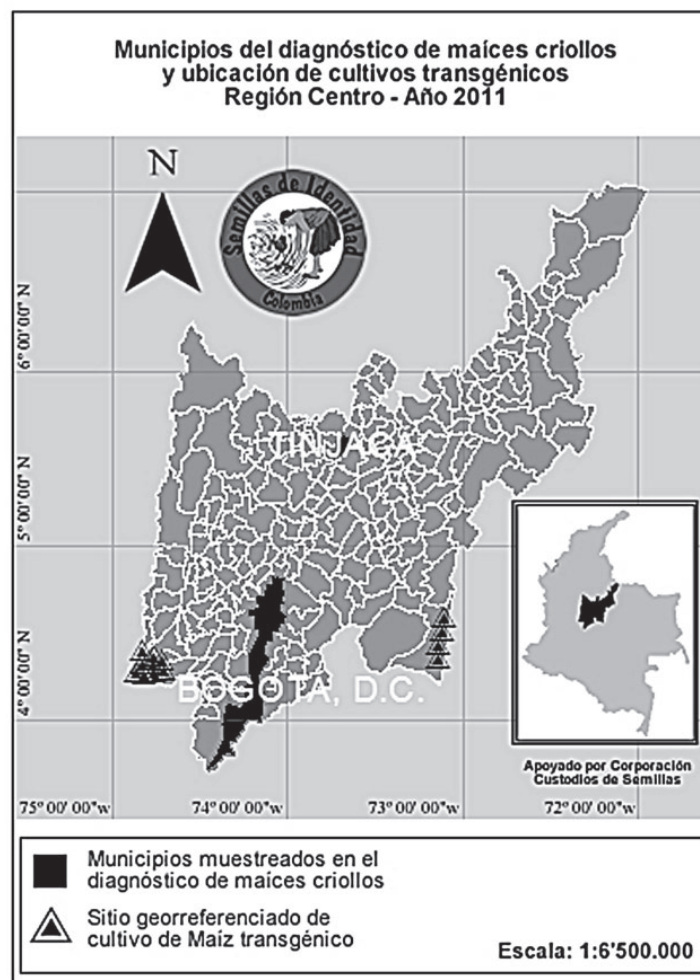 Municipios del diagnóstico de maíces criollos
y ubicación de cultivos transgénicos
Región Centro - Año 2011
N
Semillas de Identidad
Colombia
6° 00' 00" N
TINJACA
5° 00' 00" N
4° 00' 00" N
BOGOTA, D.C.
Apoyado por Corporación
Custodios de Semillas
75° 00' 00"w 74° 00' 00"w 73° 00' 00"w 72° 00' 00"w
Municipios muestreados en el
diagnóstico de maíces criollos
Sitio georreferenciado de
cultivo de Maíz transgénico
Escala: 1:6'500.000